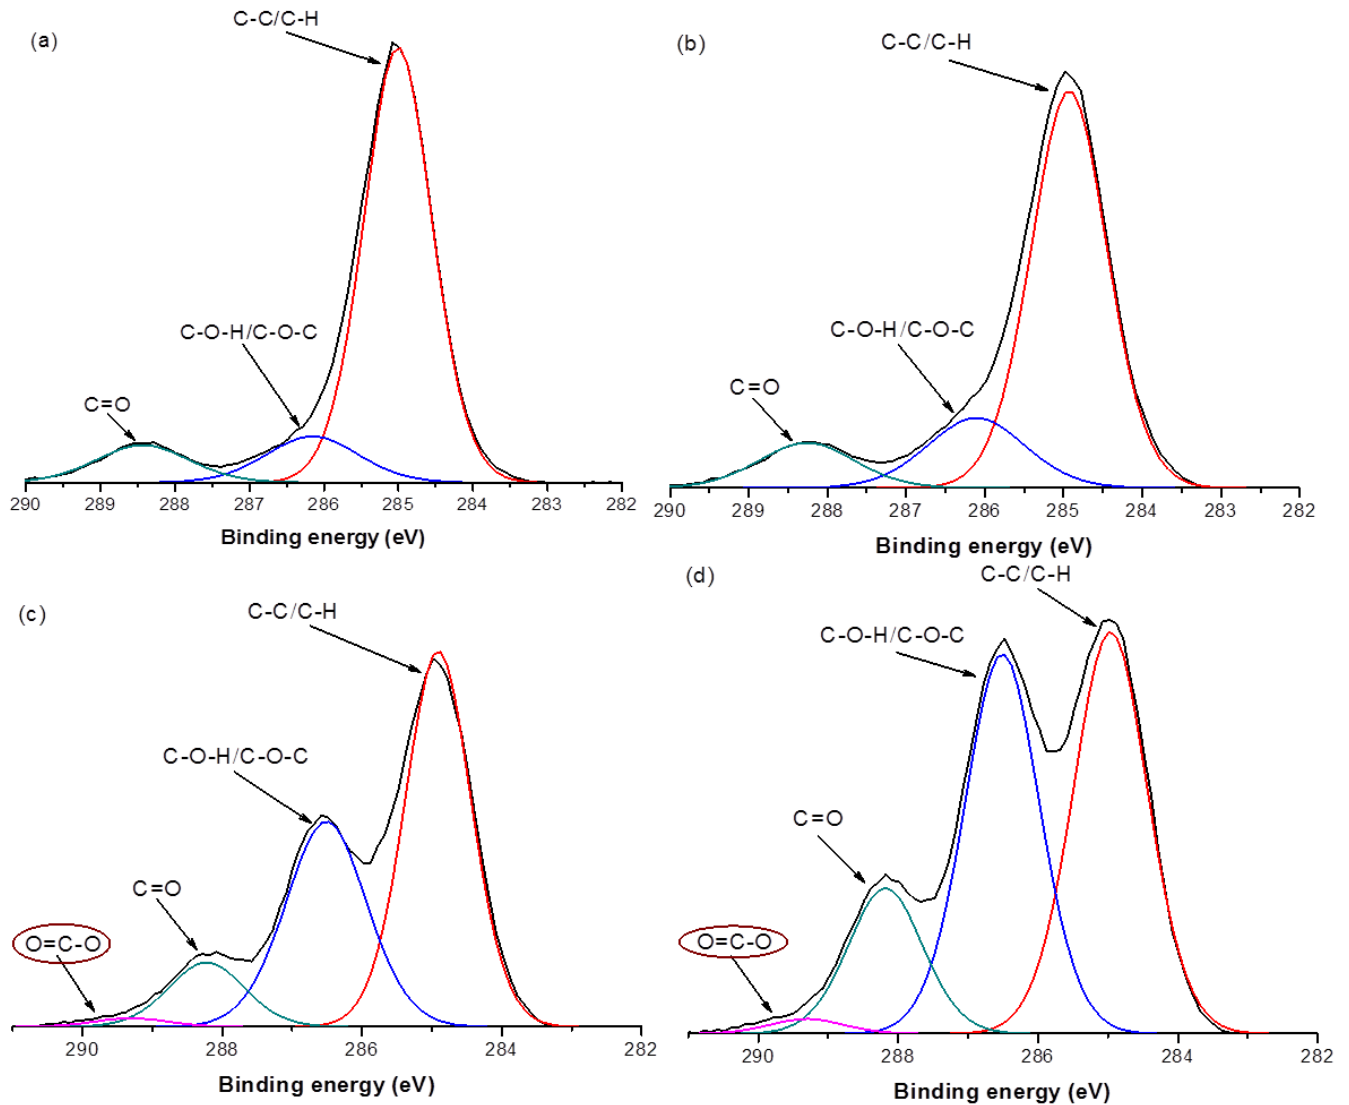 (a)
C-C/C-H
C-O-H/C-O-C
C=O
290 289 288 287 286 285 284 283 282
Binding energy (eV)
(b)
C-C/C-H
C-O-H/C-O-C
C=O
290 289 288 287 286 285 284 283 282
Binding energy (eV)
(c)
C-C/C-H
C-O-H/C-O-C
C=O
O=C-O
290 288 286 284 282
Binding energy (eV)
(d)
C-C/C-H
C-O-H/C-O-C
C=O
O=C-O
290 288 286 284 282
Binding energy (eV)